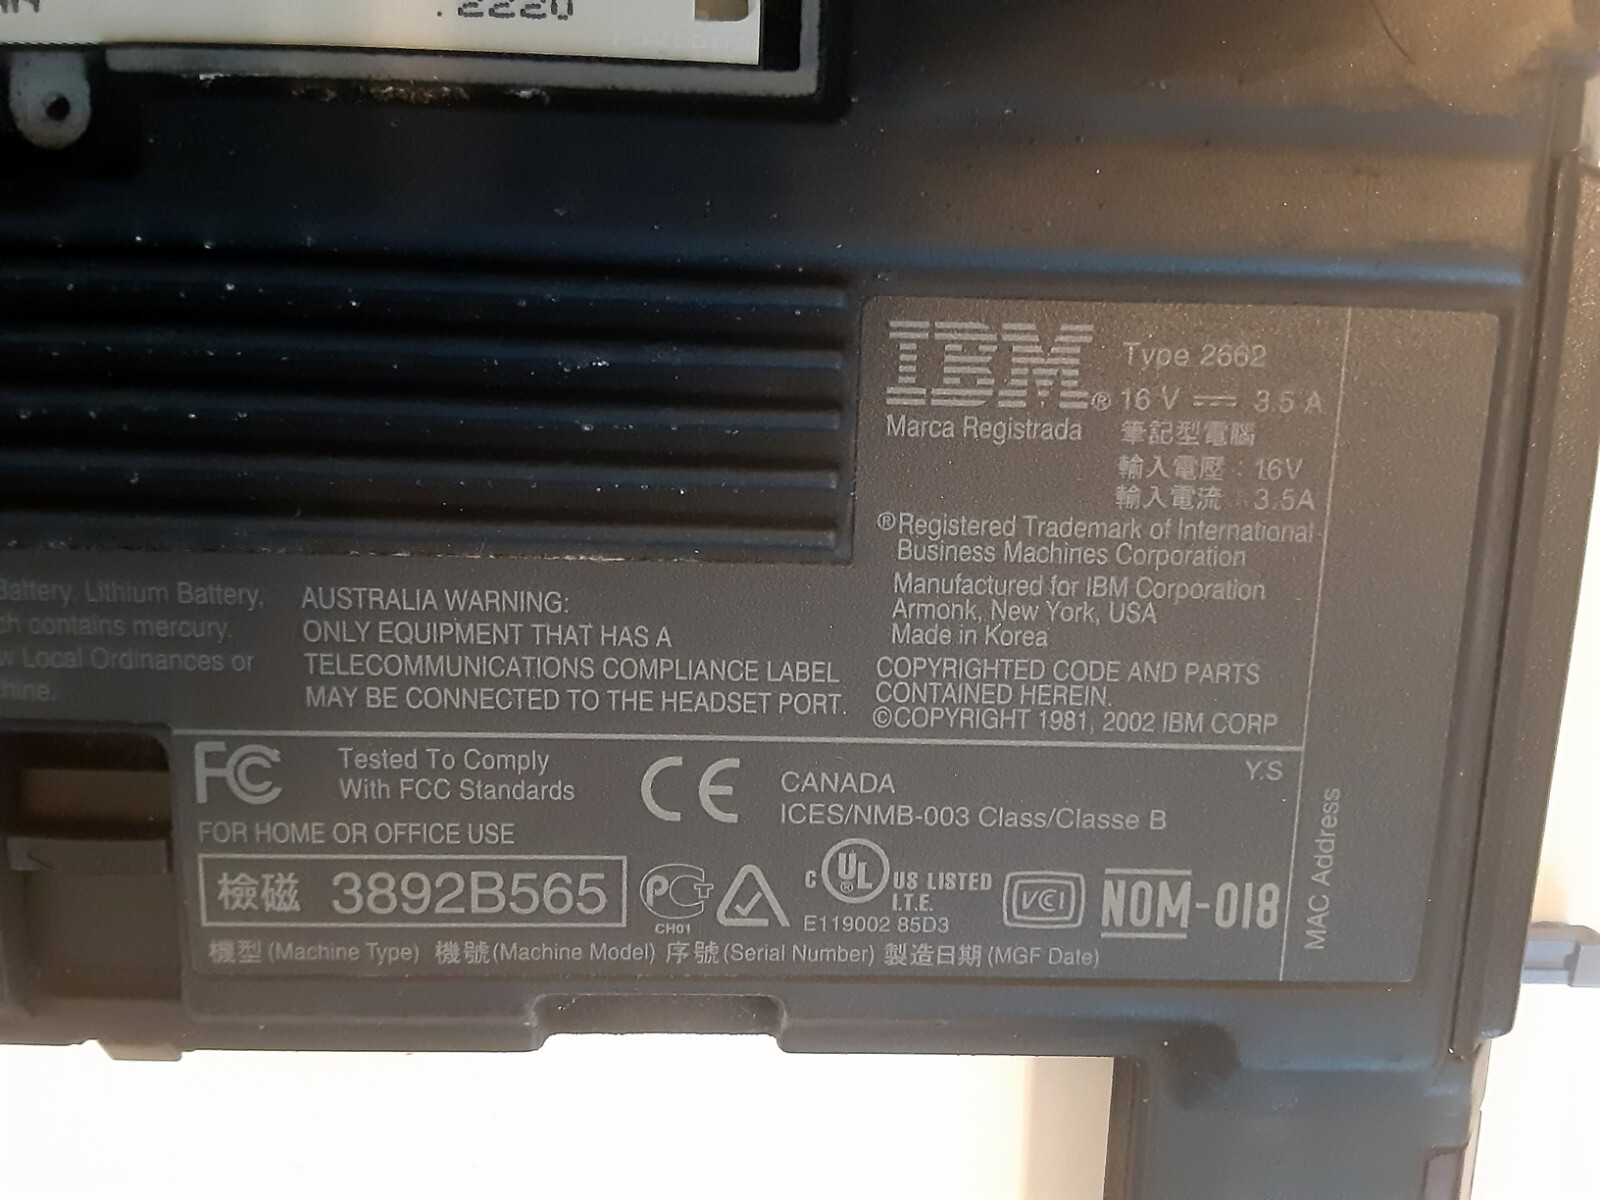 .2220
IBM®
Type 2662
16 V 3.5 A
Marca Registrada
筆記型電腦
輸入電壓 : 16V
輸入電流 : 3.5A
®Registered Trademark of International
Business Machines Corporation
Manufactured for IBM Corporation
Armonk, New York, USA
Made in Korea
COPYRIGHTED CODE AND PARTS
CONTAINED HEREIN.
©COPYRIGHT 1981, 2002 IBM CORP
Battery, Lithium Battery,
contains mercury.
Local Ordinances or
AUSTRALIA WARNING:
ONLY EQUIPMENT THAT HAS A
TELECOMMUNICATIONS COMPLIANCE LABEL
MAY BE CONNECTED TO THE HEADSET PORT.
FC
Tested To Comply
With FCC Standards
FOR HOME OR OFFICE USE
CE
CANADA
ICES/NMB-003 Class/Classe B
Y.S
檢磁 3892B565
PCT
CH01
C UL® US LISTED
I.T.E.
E119002 85D3
VCI
NOM-018
機型 (Machine Type) 機號 (Machine Model) 序號 (Serial Number) 製造日期 (MGF Date)
MAC Address